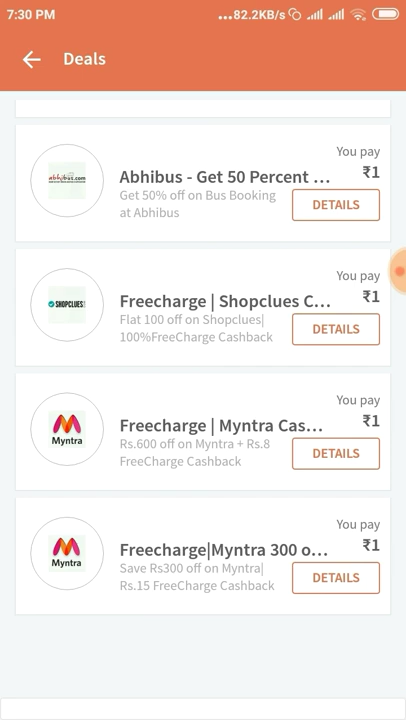 7:30 PM
...82.2KB/s
Deals
You pay
₹1
abhibus.com
Abhibus - Get 50 Percent ...
Get 50% off on Bus Booking
at Abhibus
DETAILS
You pay
₹1
SHOPCLUES
Freecharge | Shopclues C...
Flat 100 off on Shopclues|
100%FreeCharge Cashback
DETAILS
You pay
₹1
Myntra
Freecharge | Myntra Cas...
Rs.600 off on Myntra + Rs.8
FreeCharge Cashback
DETAILS
You pay
₹1
Myntra
Freecharge|Myntra 300 o...
Save Rs300 off on Myntra|
Rs.15 FreeCharge Cashback
DETAILS